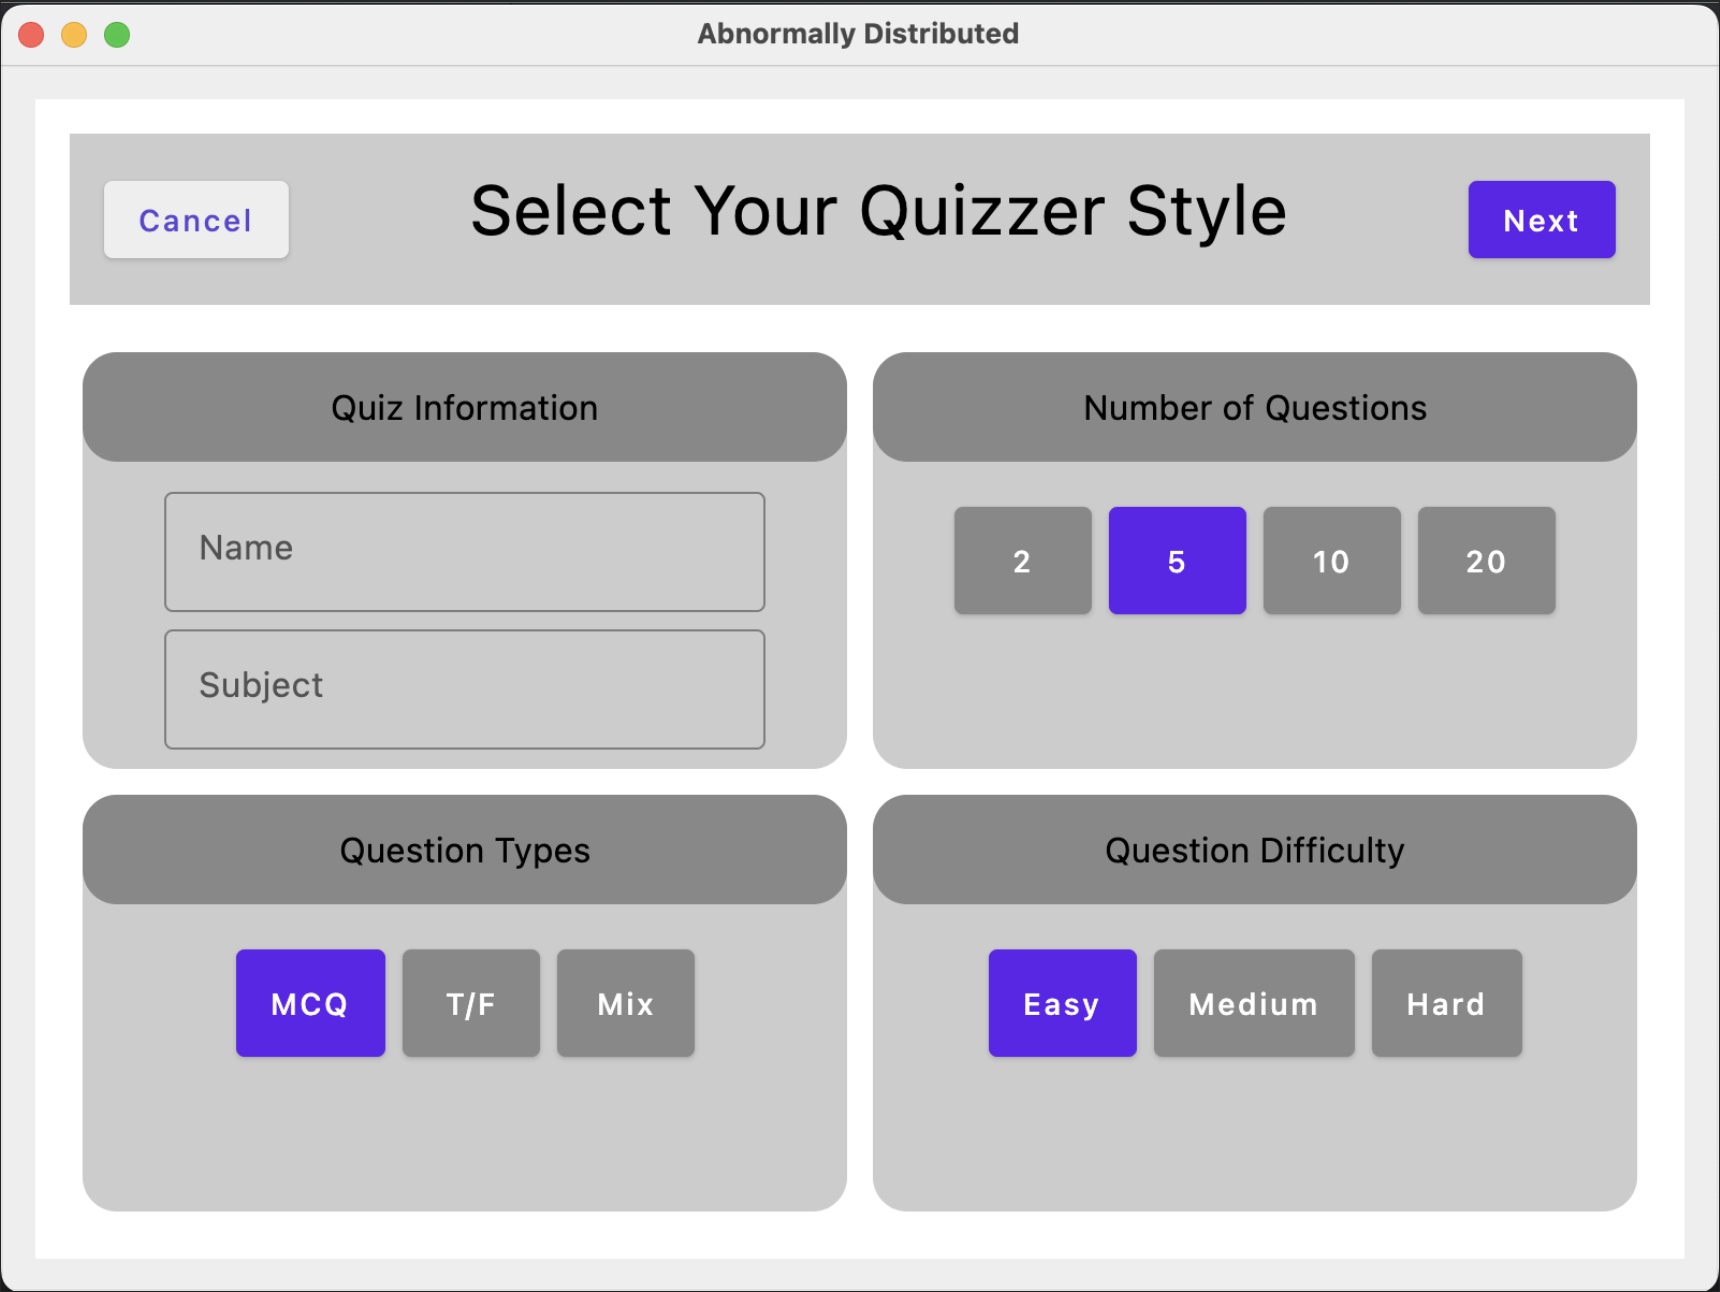 Abnormally Distributed
Cancel
Select Your Quizzer Style
Next
Quiz Information
Name
Subject
Number of Questions
2 5 10 20
Question Types
MCQ T/F Mix
Question Difficulty
Easy Medium Hard